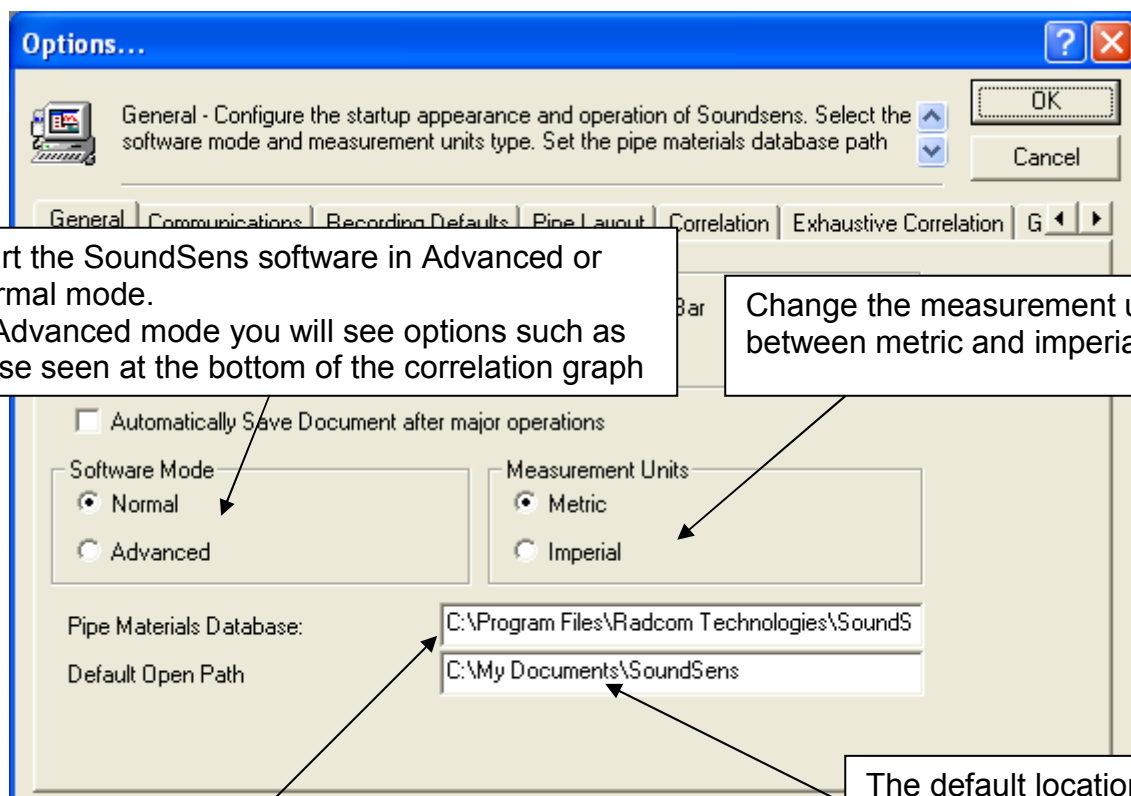 Options...
General - Configure the startup appearance and operation of Soundsens. Select the
software mode and measurement units type. Set the pipe materials database path
OK
Cancel
General Communications Recording Defaults Pipe Layout Correlation Exhaustive Correlation G
rt the SoundSens software in Advanced or
rmal mode.
Advanced mode you will see options such as
se seen at the bottom of the correlation graph
Bar
Change the measurement u
between metric and imperia
Automatically Save Document after major operations
Software Mode
Normal
Advanced
Measurement Units
Metric
Imperial
Pipe Materials Database:
C:\Program Files\Radcom Technologies\SoundS
Default Open Path
C:\My Documents\SoundSens
The default location